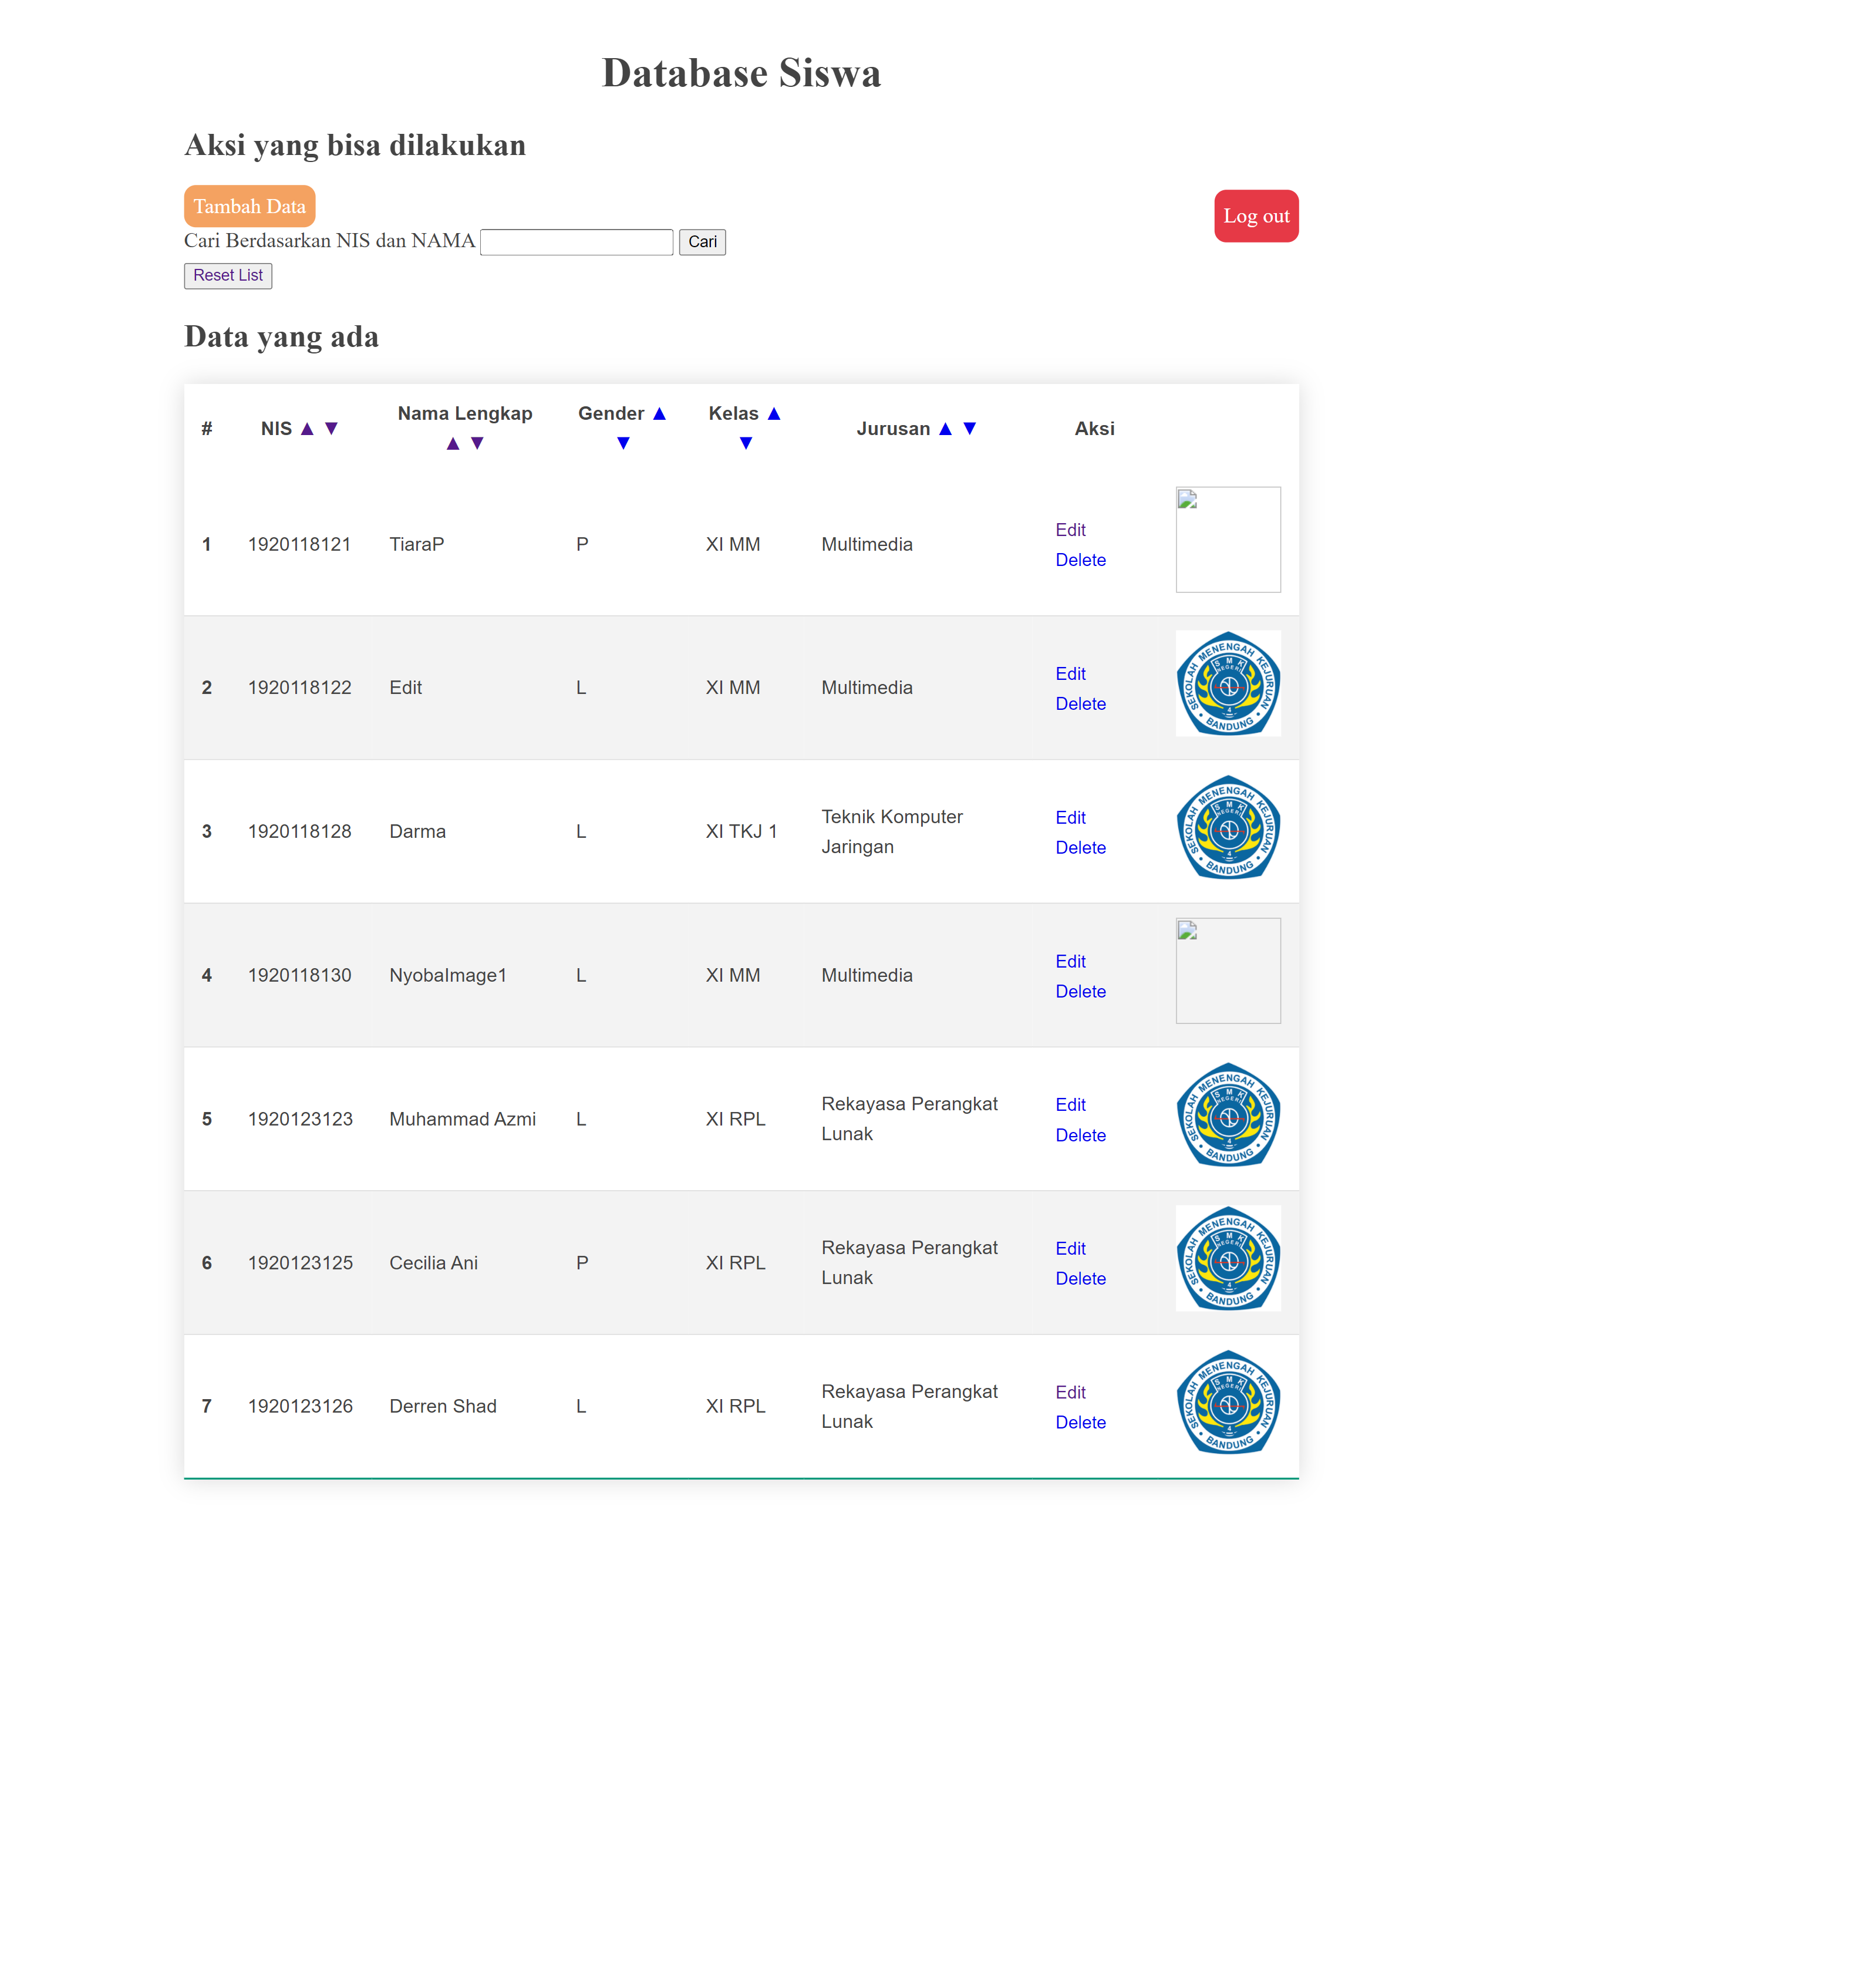 Database Siswa
Aksi yang bisa dilakukan
Tambah Data
Log out
Cari Berdasarkan NIS dan NAMA Cari
Reset List
Data yang ada
# NIS ▲ ▼ Nama Lengkap ▲ ▼ Gender ▲ ▼ Kelas ▲ ▼ Jurusan ▲ ▼ Aksi
1 1920118121 TiaraP P XI MM Multimedia Edit
Delete
2 1920118122 Edit L XI MM Multimedia Edit
Delete
SEKOLAH MENENGAH KEJURUAN
SMK
NEGERI
4
BANDUNG
3 1920118128 Darma L XI TKJ 1 Teknik Komputer Edit
Jaringan Delete
SEKOLAH MENENGAH KEJURUAN
SMK
NEGERI
4
BANDUNG
4 1920118130 NyobaImage1 L XI MM Multimedia Edit
Delete
5 1920123123 Muhammad Azmi L XI RPL Rekayasa Perangkat Edit
Lunak Delete
SEKOLAH MENENGAH KEJURUAN
SMK
NEGERI
4
BANDUNG
6 1920123125 Cecilia Ani P XI RPL Rekayasa Perangkat Edit
Lunak Delete
SEKOLAH MENENGAH KEJURUAN
SMK
NEGERI
4
BANDUNG
7 1920123126 Derren Shad L XI RPL Rekayasa Perangkat Edit
Lunak Delete
SEKOLAH MENENGAH KEJURUAN
SMK
NEGERI
4
BANDUNG